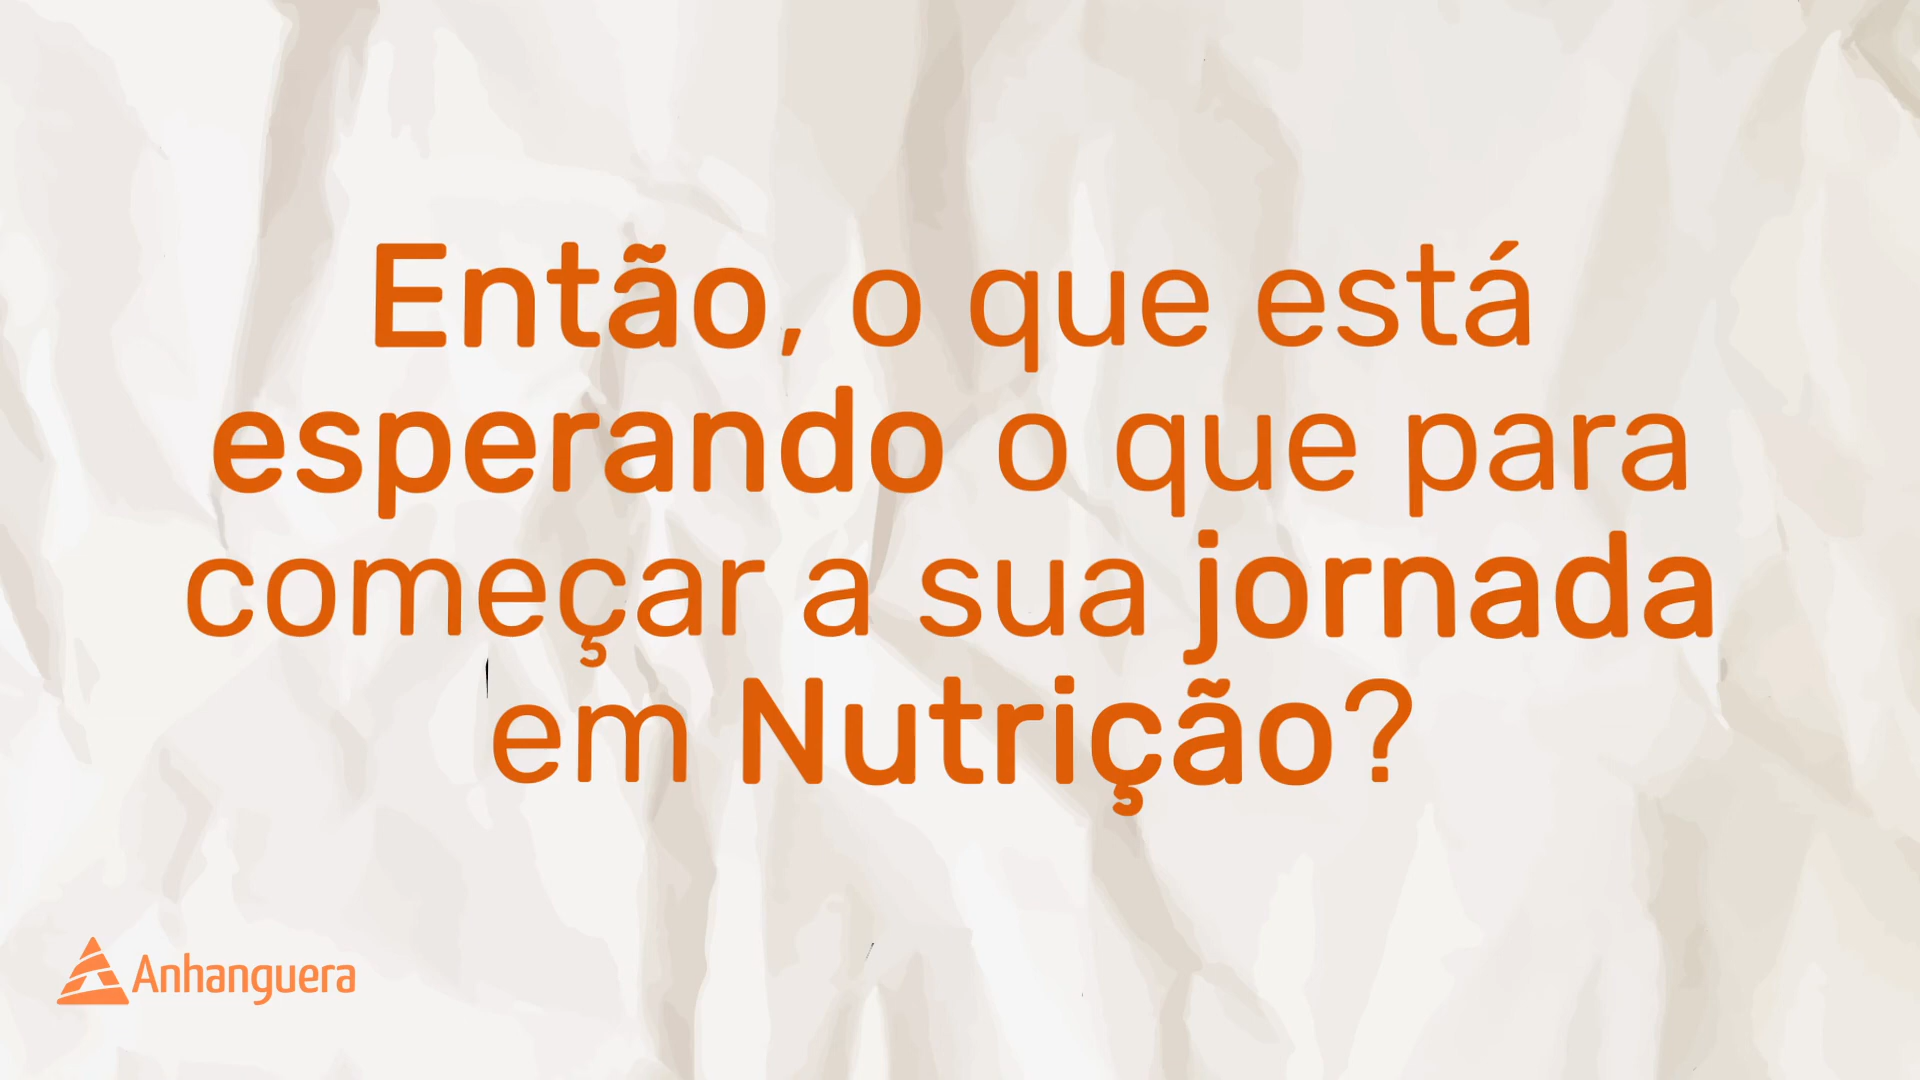 Então, o que está
esperando o que para
começar a sua jornada
em Nutrição?
Anhanguera